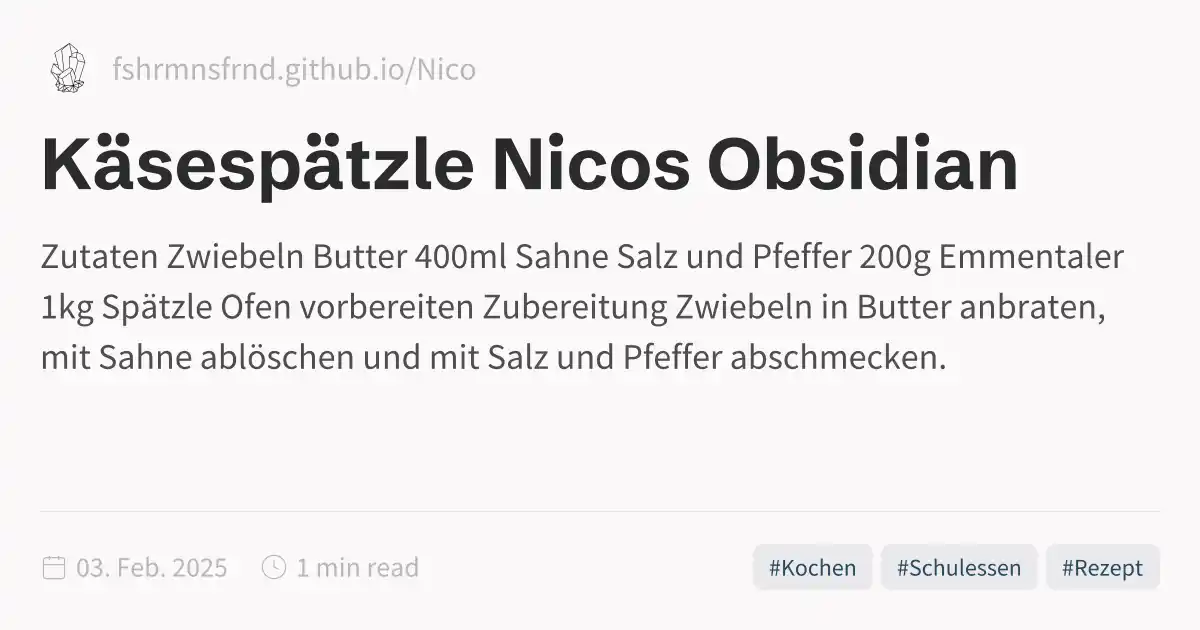 fshrmnsfrnd.github.io/Nico
Käsespätzle Nicos Obsidian
Zutaten Zwiebeln Butter 400ml Sahne Salz und Pfeffer 200g Emmentaler
1kg Spätzle Ofen vorbereiten Zubereitung Zwiebeln in Butter anbraten,
mit Sahne ablöschen und mit Salz und Pfeffer abschmecken.
03. Feb. 2025 1 min read #Kochen #Schulessen #Rezept